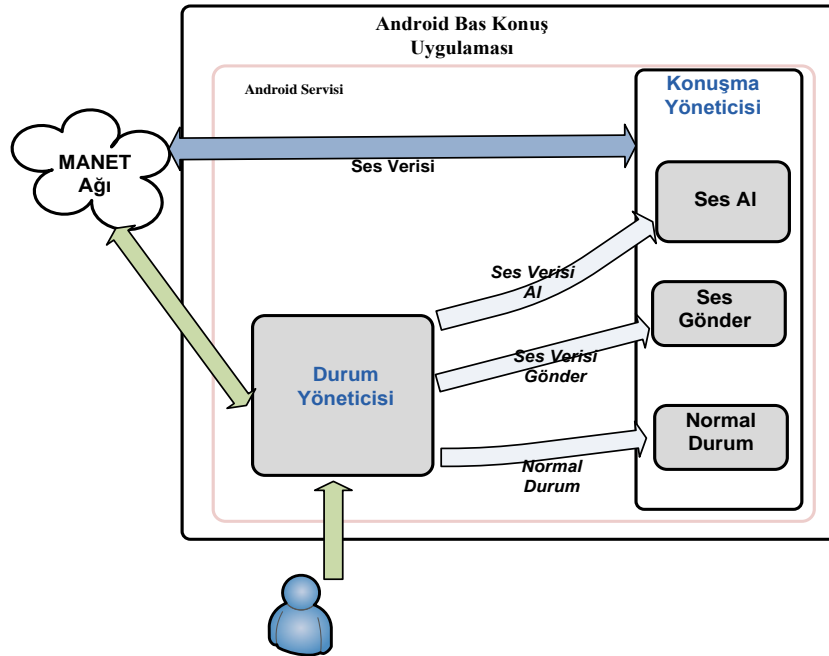 Android Bas Konuş
Uygulaması
Android Servisi
Konuşma
Yöneticisi
MANET
Ağı
Ses Verisi
Ses Al
Ses Verisi
Al
Ses
Gönder
Ses Verisi
Gönder
Durum
Yöneticisi
Normal
Durum
Normal
Durum